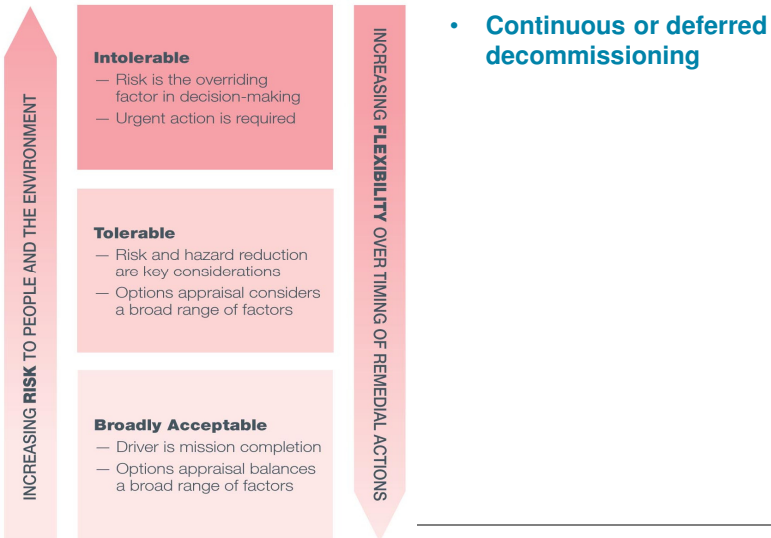 INCREASING RISK TO PEOPLE AND THE ENVIRONMENT
Intolerable
— Risk is the overriding
factor in decision-making
— Urgent action is required
Tolerable
— Risk and hazard reduction
are key considerations
— Options appraisal considers
a broad range of factors
Broadly Acceptable
— Driver is mission completion
— Options appraisal balances
a broad range of factors
INCREASING FLEXIBILITY OVER TIMING OF REMEDIAL ACTIONS
• Continuous or deferred
decommissioning